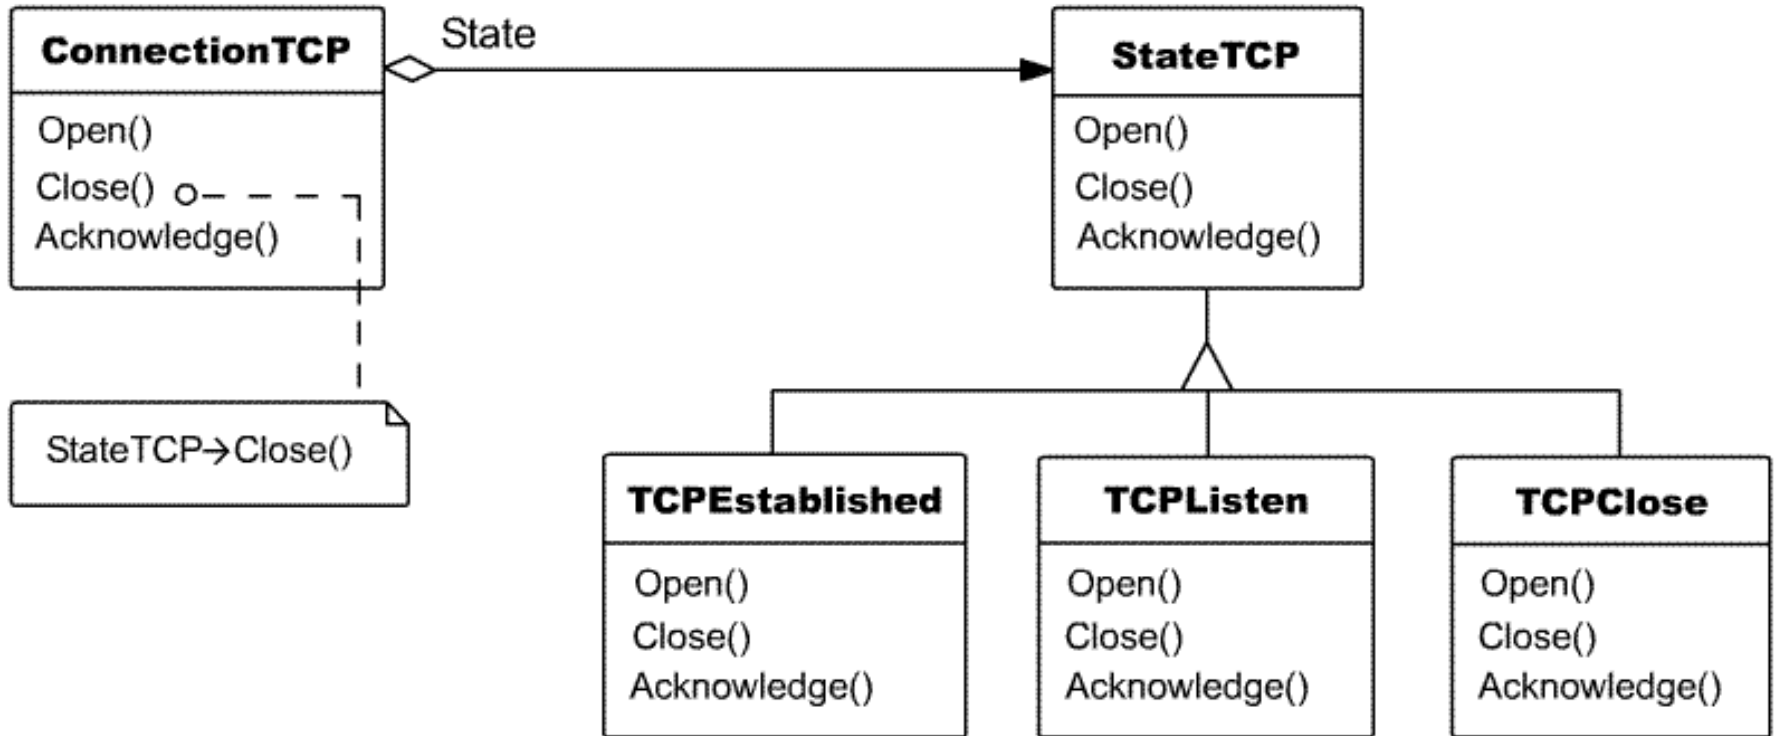 ConnectionTCP
Open()
Close()
Acknowledge()
State
StateTCP
Open()
Close()
Acknowledge()
StateTCP→Close()
TCPEstablished
Open()
Close()
Acknowledge()
TCPListen
Open()
Close()
Acknowledge()
TCPClose
Open()
Close()
Acknowledge()